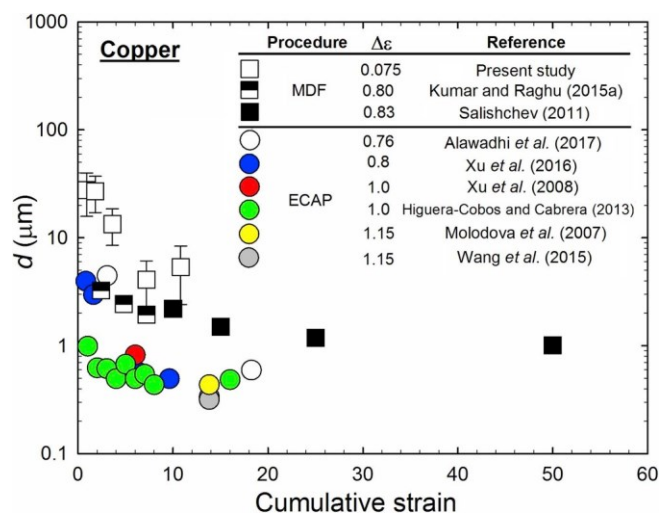 1000
100
10
1
0.1
d (μm)
Copper
Procedure Δε Reference
0.075 Present study
MDF 0.80 Kumar and Raghu (2015a)
0.83 Salishchev (2011)
0.76 Alawadhi et al. (2017)
0.8 Xu et al. (2016)
1.0 Xu et al. (2008)
ECAP 1.0 Higuera-Cobos and Cabrera (2013)
1.15 Molodova et al. (2007)
1.15 Wang et al. (2015)
0 10 20 30 40 50 60
Cumulative strain